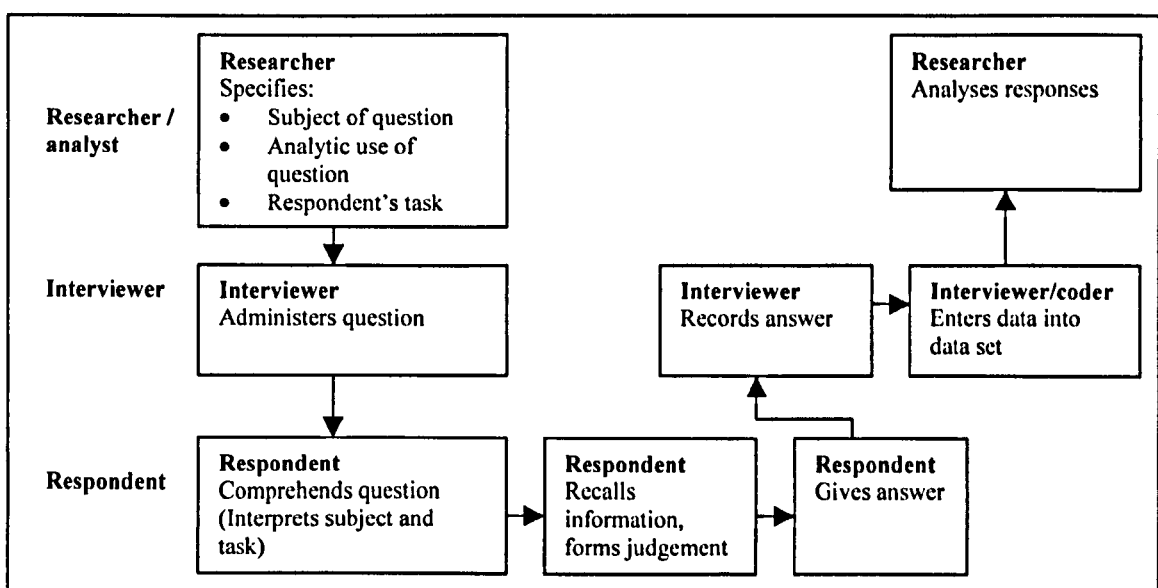 Researcher /
analyst
Researcher
Specifies:
• Subject of question
• Analytic use of
question
• Respondent's task
Researcher
Analyses responses
Interviewer
Interviewer
Administers question
Interviewer
Records answer
Interviewer/coder
Enters data into
data set
Respondent
Respondent
Comprehends question
(Interprets subject and
task)
Respondent
Recalls
information,
forms judgement
Respondent
Gives answer